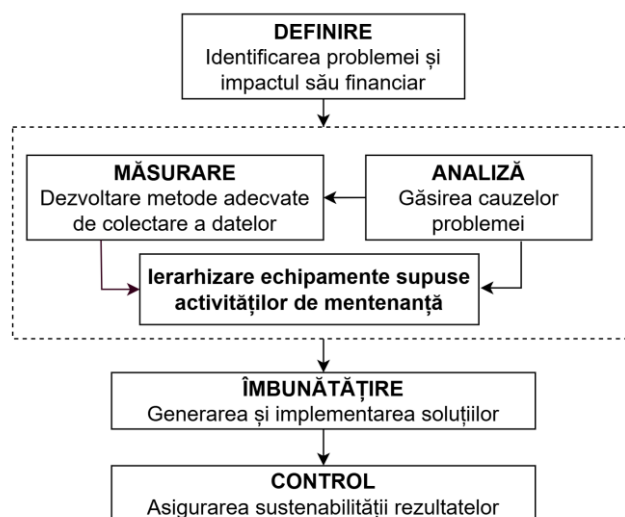 DEFINIRE
Identificarea problemei și
impactul său financiar
MĂSURARE
Dezvoltare metode adecvate
de colectare a datelor
ANALIZĂ
Găsirea cauzelor
problemei
Ierarhizare echipamente supuse
activităților de mentenanță
ÎMBUNĂTĂȚIRE
Generarea și implementarea soluțiilor
CONTROL
Asigurarea sustenabilității rezultatelor